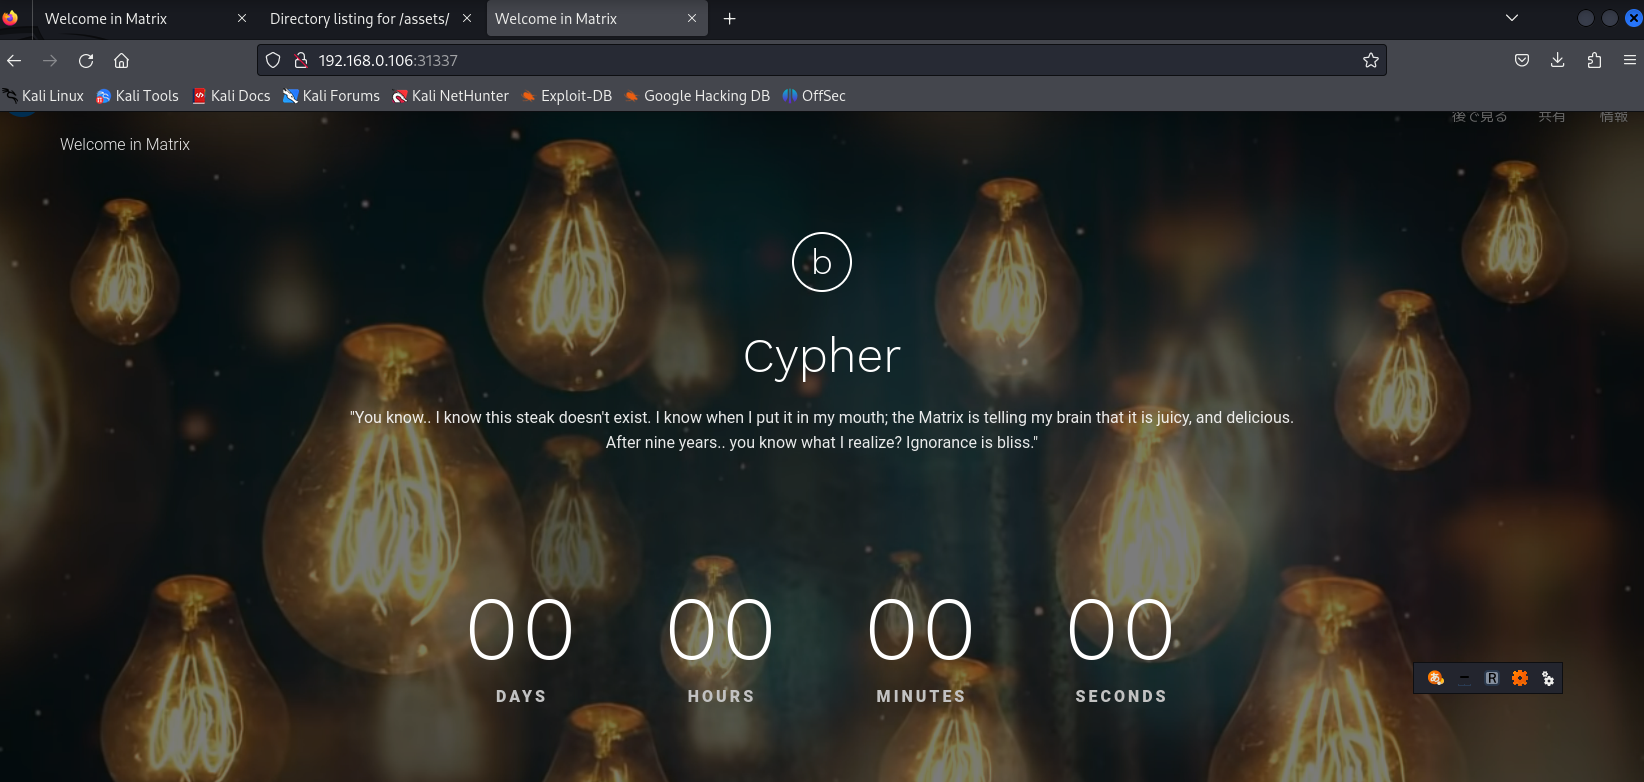 Welcome in Matrix
Directory listing for /assets/
Welcome in Matrix
192.168.0.106:31337
Kali Linux
Kali Tools
Kali Docs
Kali Forums
Kali NetHunter
Exploit-DB
Google Hacking DB
OffSec
後で見る
共有
情報
Welcome in Matrix
b
Cypher
"You know.. I know this steak doesn't exist. I know when I put it in my mouth; the Matrix is telling my brain that it is juicy, and delicious.
After nine years.. you know what I realize? Ignorance is bliss."
00 00 00 00
DAYS HOURS MINUTES SECONDS
あ
R